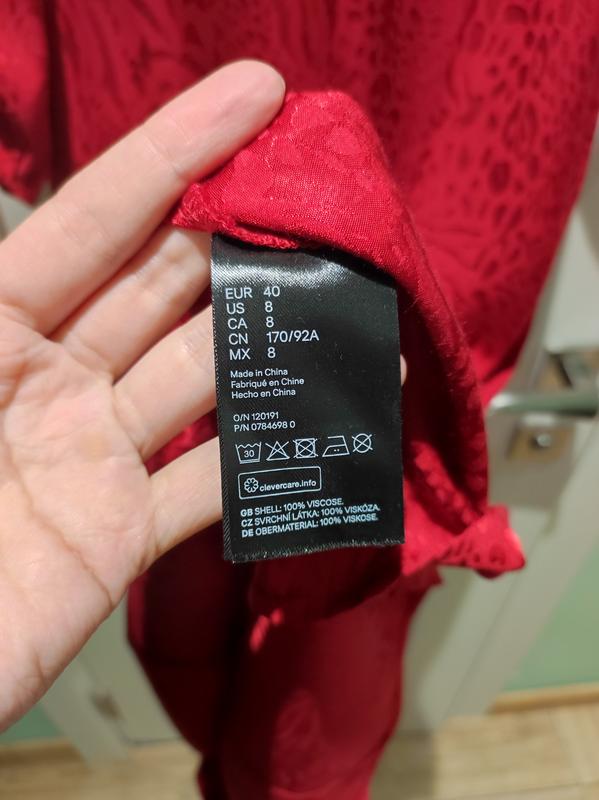 EUR 40
US 8
CA 8
CN 170/92A
MX 8
Made in China
Fabriqué en Chine
Hecho en China
O/N 120191
P/N 0784698 0
30
clevercare.info
GB SHELL: 100% VISCOSE.
CZ SVRCHNÍ LÁTKA: 100% VISKÓZA.
DE OBERMATERIAL: 100% VISKOSE.